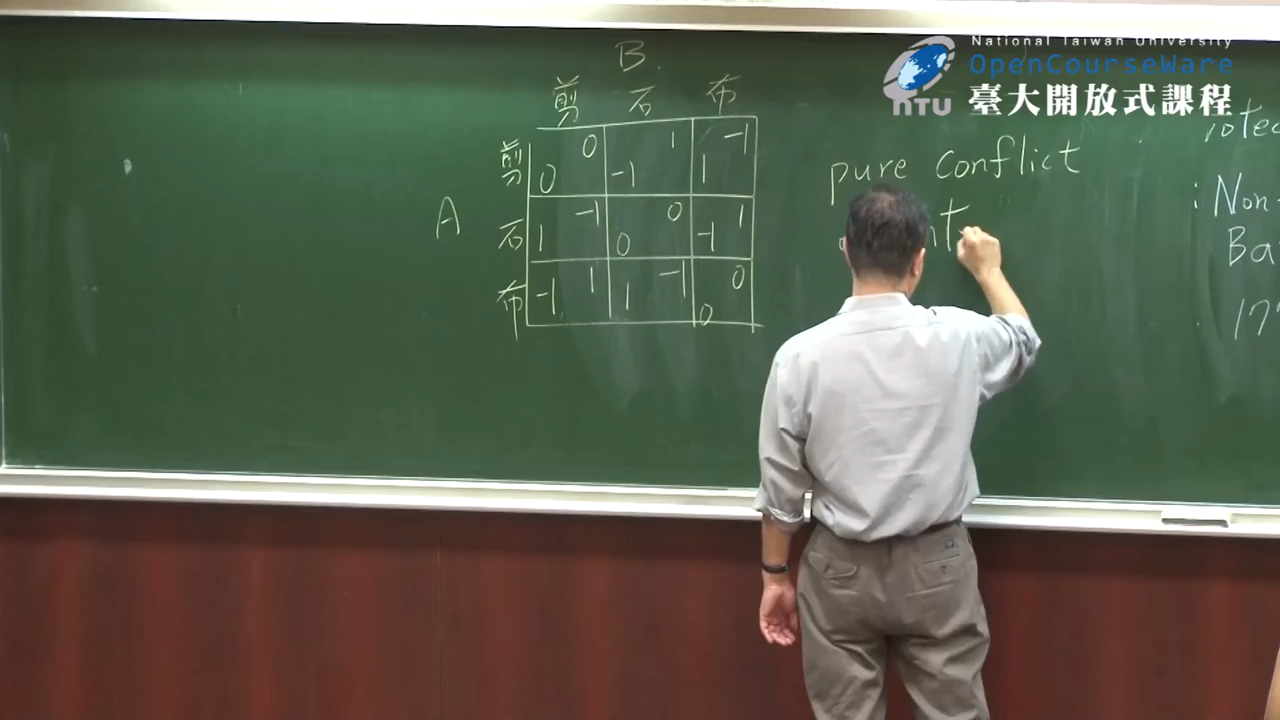 National Taiwan University
OpenCourseWare
臺大開放式課程
NTU
B.
剪 石 布
A
剪 0 0 -1 1 1 -1
石 1 -1 0 0 -1 1
布 -1 1 1 -1 0 0
pure conflict
Non-
Ba
17